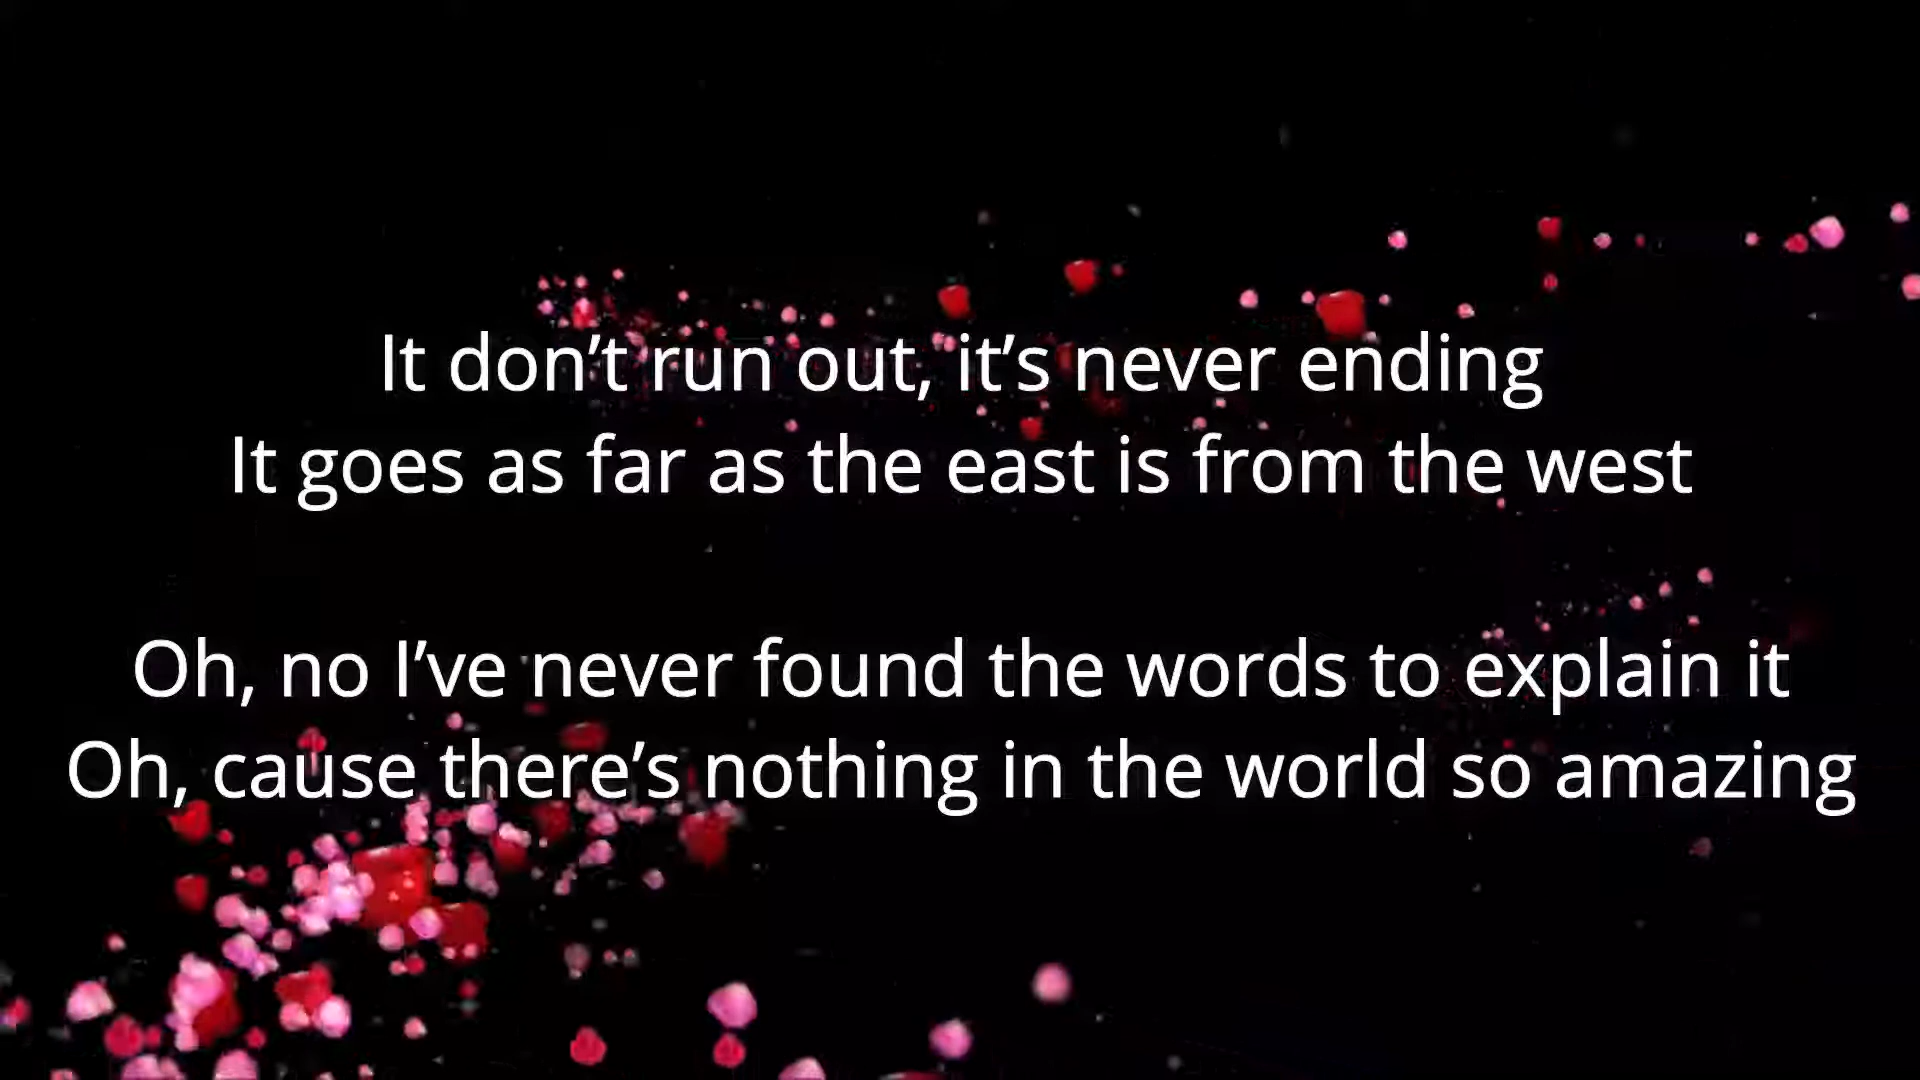 It don’t run out, it’s never ending
It goes as far as the east is from the west
Oh, no I’ve never found the words to explain it
Oh, cause there’s nothing in the world so amazing